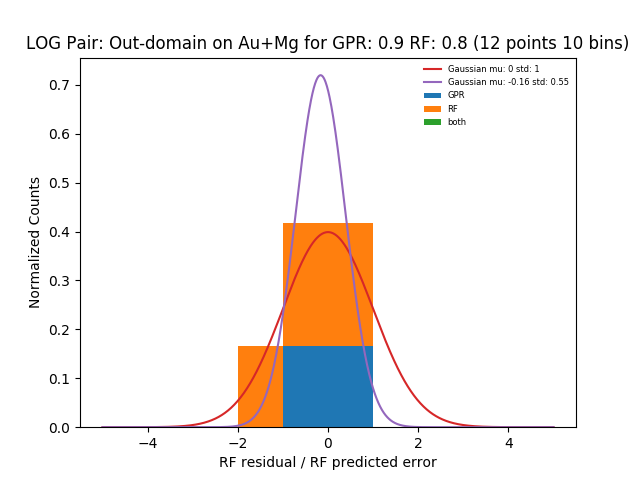 LOG Pair: Out-domain on Au+Mg for GPR: 0.9 RF: 0.8 (12 points 10 bins)
Gaussian mu: 0 std: 1
Gaussian mu: -0.16 std: 0.55
GPR
RF
both
Normalized Counts
0.7
0.6
0.5
0.4
0.3
0.2
0.1
0.0
−4 −2 0 2 4
RF residual / RF predicted error